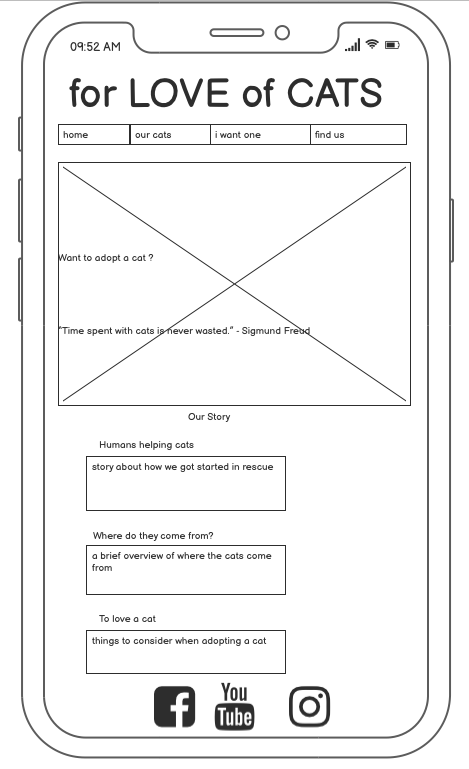 09:52 AM
for LOVE of CATS
home
our cats
i want one
find us
Want to adopt a cat ?
“Time spent with cats is never wasted.” - Sigmund Freud
Our Story
Humans helping cats
story about how we got started in rescue
Where do they come from?
a brief overview of where the cats come
from
To love a cat
things to consider when adopting a cat
You
Tube